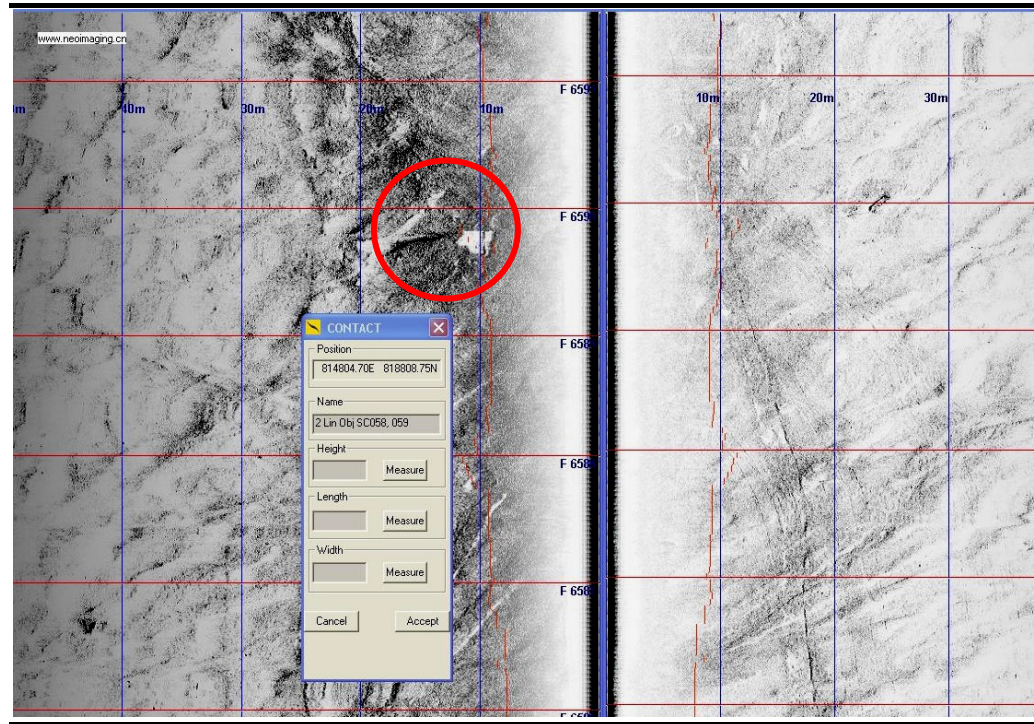 www.neoimaging.cn
F 659
40m 30m 20m 10m 10m 20m 30m
F 659
CONTACT
F 658
Position
814804.70E 818808.75N
Name
2 Lin Obj SC058, 059
Height
Measure
F 658
Length
Measure
Width
Measure
F 658
Cancel Accept